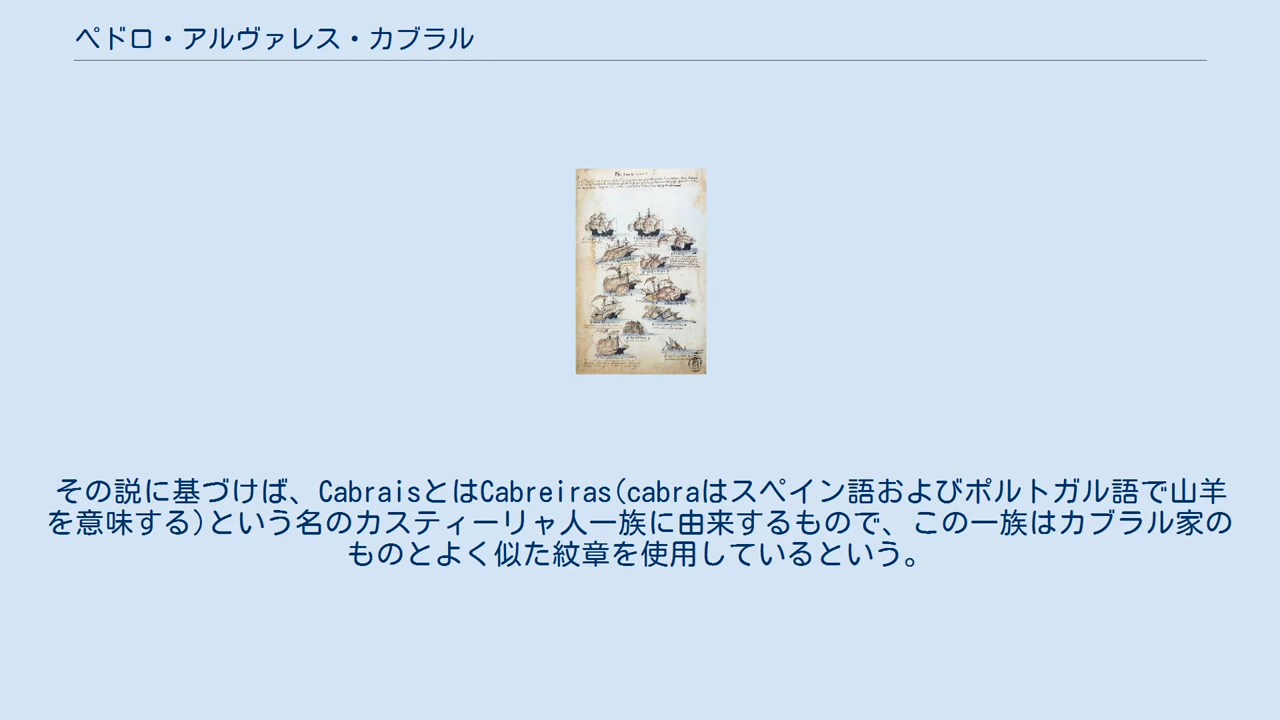 ペドロ・アルヴァレス・カブラル
その説に基づけば、CabraisとはCabreiras(cabraはスペイン語およびポルトガル語で山羊
を意味する)という名のカスティーリャ人一族に由来するもので、この一族はカブラル家の
ものとよく似た紋章を使用しているという。